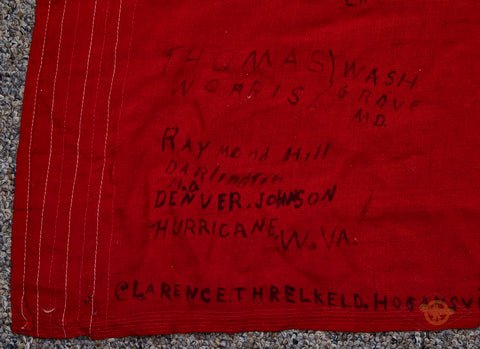 THOMAS) WASH
NORRIS/ GROVE
MD.
Raymond Hill
DARlington
MD
DENVER.JOHNSON
HURRICANE W.VA.
CLARENCE.THRELKELD.